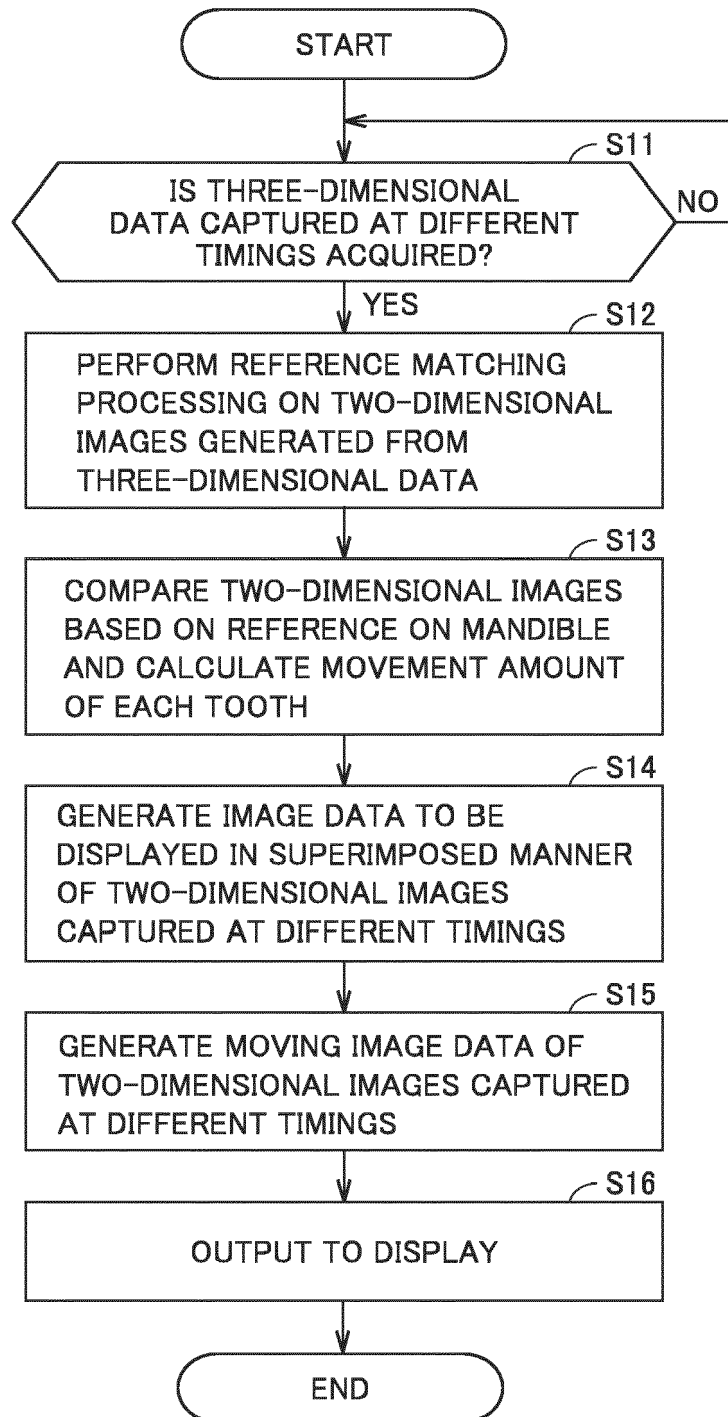 START
S11
IS THREE-DIMENSIONAL
DATA CAPTURED AT DIFFERENT
TIMINGS ACQUIRED?
NO
YES
S12
PERFORM REFERENCE MATCHING
PROCESSING ON TWO-DIMENSIONAL
IMAGES GENERATED FROM
THREE-DIMENSIONAL DATA
S13
COMPARE TWO-DIMENSIONAL IMAGES
BASED ON REFERENCE ON MANDIBLE
AND CALCULATE MOVEMENT AMOUNT
OF EACH TOOTH
S14
GENERATE IMAGE DATA TO BE
DISPLAYED IN SUPERIMPOSED MANNER
OF TWO-DIMENSIONAL IMAGES
CAPTURED AT DIFFERENT TIMINGS
S15
GENERATE MOVING IMAGE DATA OF
TWO-DIMENSIONAL IMAGES CAPTURED
AT DIFFERENT TIMINGS
S16
OUTPUT TO DISPLAY
END